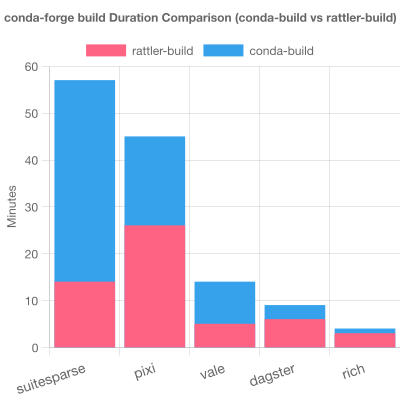 conda-forge build Duration Comparison (conda-build vs rattler-build)
rattler-build
conda-build
60
50
40
30
20
10
0
Minutes
suitesparse
pixi
vale
dagster
rich